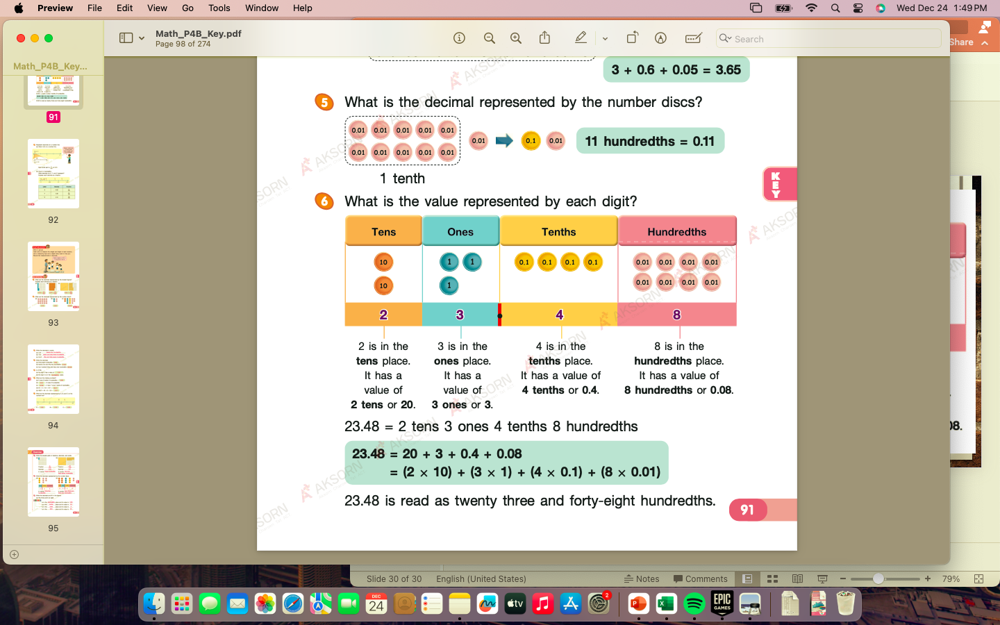 Preview File Edit View Go Tools Window Help
Wed Dec 24 1:49 PM
Math_P4B_Key.pdf
Page 98 of 274
Search
Share
Math_P4B_Key...
91
92
93
94
95
3 + 0.6 + 0.05 = 3.65
5 What is the decimal represented by the number discs?
0.01 0.01 0.01 0.01 0.01
0.01 0.01 0.01 0.01 0.01
0.01 0.1 0.01
11 hundredths = 0.11
1 tenth
KEY
6 What is the value represented by each digit?
Tens Ones Tenths Hundredths
10 1 1 0.1 0.1 0.1 0.1 0.01 0.01 0.01 0.01
10 1 0.01 0.01 0.01 0.01
2 3 . 4 8
2 is in the
tens place.
It has a
value of
2 tens or 20.
3 is in the
ones place.
It has a
value of
3 ones or 3.
4 is in the
tenths place.
It has a value of
4 tenths or 0.4.
8 is in the
hundredths place.
It has a value of
8 hundredths or 0.08.
23.48 = 2 tens 3 ones 4 tenths 8 hundredths
23.48 = 20 + 3 + 0.4 + 0.08
= (2 × 10) + (3 × 1) + (4 × 0.1) + (8 × 0.01)
23.48 is read as twenty three and forty-eight hundredths.
91
AKSORN
08.
Slide 30 of 30 English (United States) Notes Comments 79%
DEC
24
tv
2
P
X
EPIC
GAMES